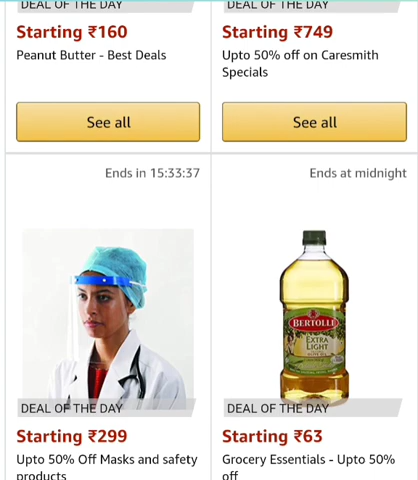 DEAL OF THE DAY
DEAL OF THE DAY
Starting ₹160
Starting ₹749
Peanut Butter - Best Deals
Upto 50% off on Caresmith
Specials
See all
See all
Ends in 15:33:37
Ends at midnight
BERTOLLI
EXTRA
LIGHT
DEAL OF THE DAY
DEAL OF THE DAY
Starting ₹299
Starting ₹63
Upto 50% Off Masks and safety
products
Grocery Essentials - Upto 50%
off